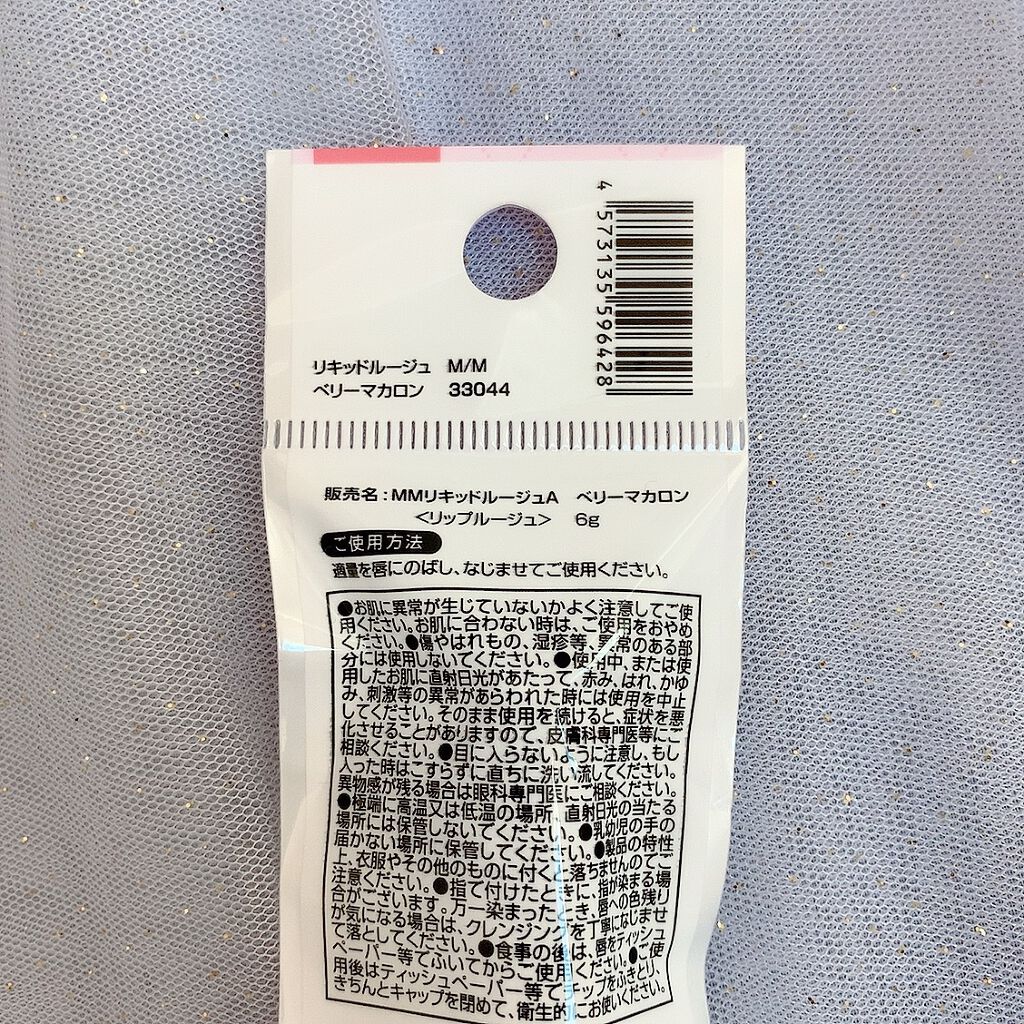 4 573135 596428
リキッドルージュ M/M
ベリーマカロン 33044
販売名：MMリキッドルージュA ベリーマカロン
<リップルージュ> 6g
ご使用方法
適量を唇にのばし、なじませてご使用ください。
●お肌に異常が生じていないかよく注意してご使
用ください。お肌に合わない時は、ご使用をおやめ
ください。●傷やはれもの、湿疹等、異常のある部
分には使用しないてください。●使用中、または使
用したお肌に直射日光があたって、赤み、はれ、かゆ
み、刺激等の異常があらわれた時には使用を中止
してください。そのまま使用を続けると、症状を悪
化させることがありますので、皮膚科専門医等にご
相談ください。●目に入らないように注意し、もし
入った時はこすらずに直ちに洗い流してください。
異物感が残る場合は眼科専門医にご相談ください。
●極端に高温又は低温の場所、直射日光の当たる
場所には保管しないてください。●乳幼児の手の
届かない場所に保管してください。●製品の特性
上、衣服やその他のものに付くと落ちませんのでご
注意ください。●指で付けたときに、指が染まる場
合がございます。万一染まったとき、唇への色残り
が気になる場合は、クレンジングを丁寧になじませ
て落としてください。●食事の後は、唇をティッシュ
ペーパー等でふいてからご使用ください。●ご使
用後はティッシュペーパー等でチップをふきとり、
きちんとキャップを閉めて、衛生的にお使いください。